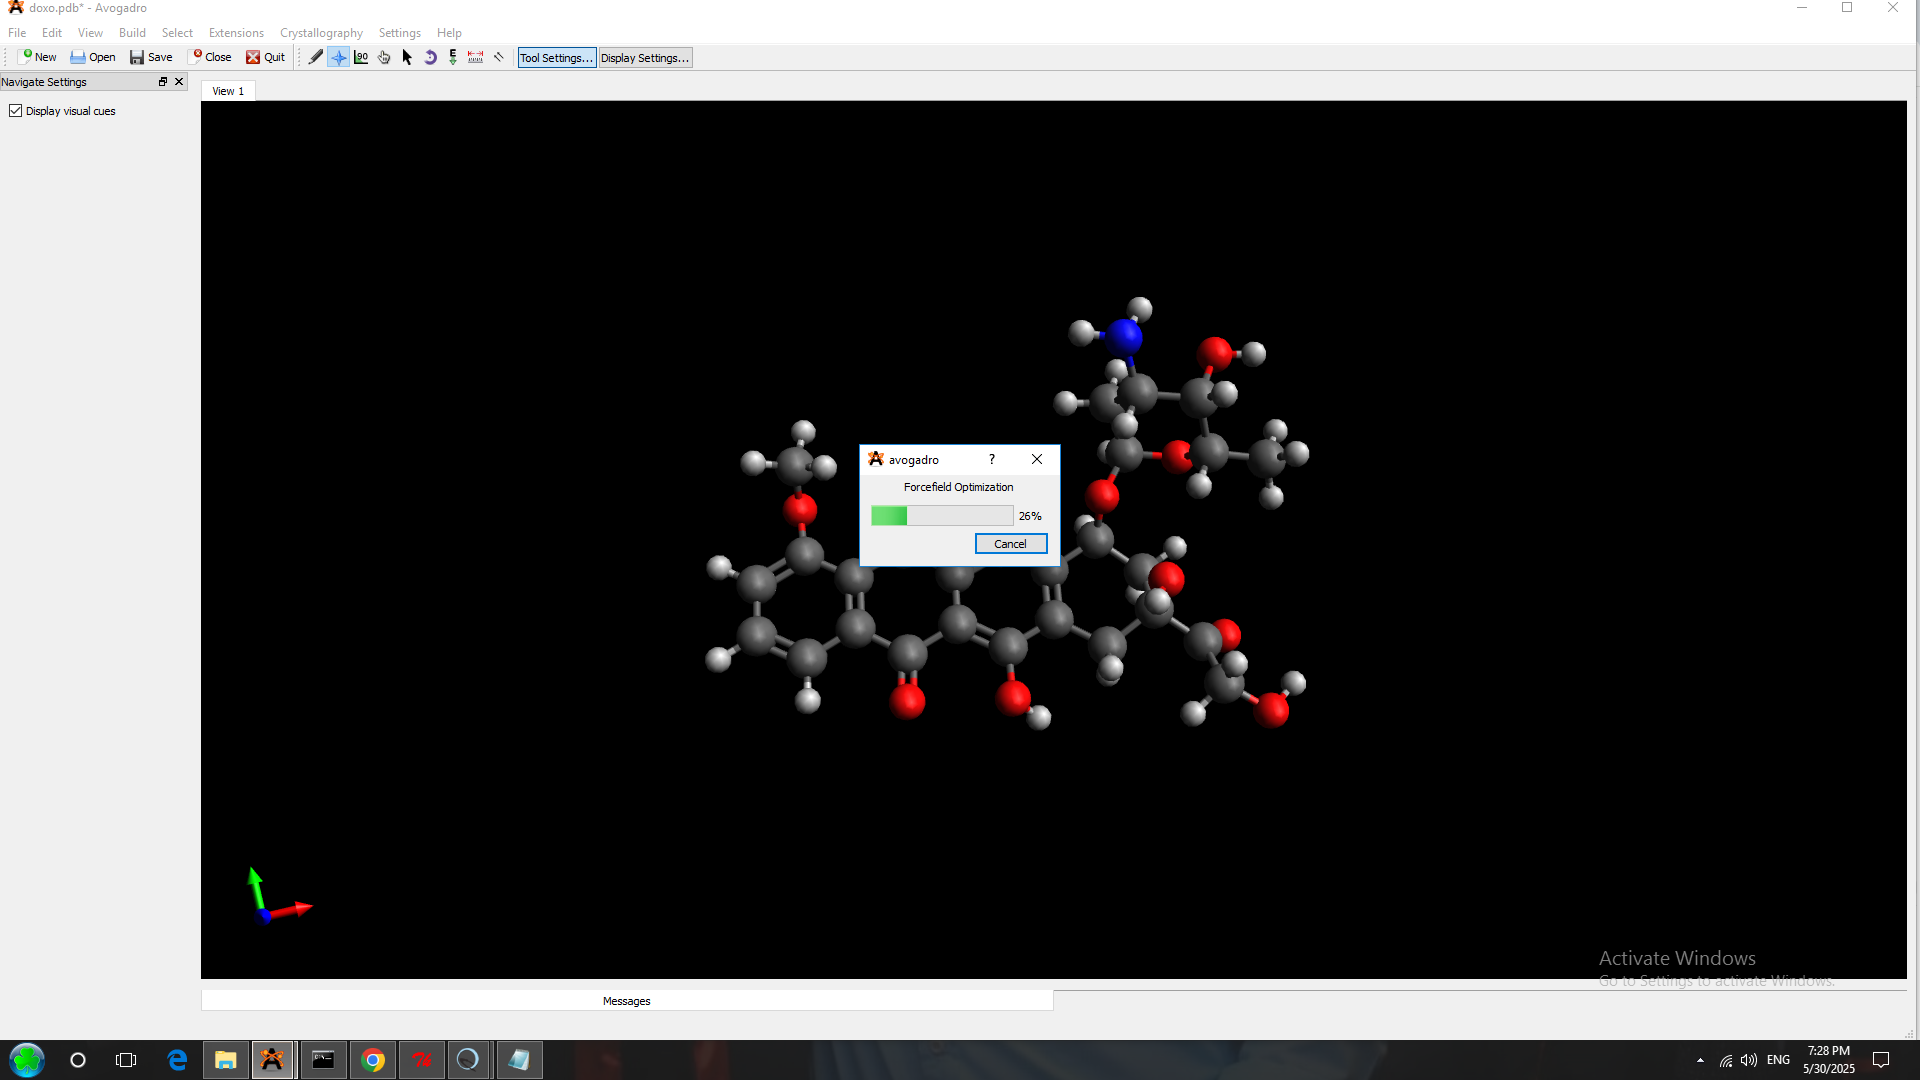 doxo.pdb* - Avogadro
File Edit View Build Select Extensions Crystallography Settings Help
New Open Save Close Quit Tool Settings... Display Settings...
Navigate Settings
View 1
Display visual cues
avogadro ?
Forcefield Optimization
26%
Cancel
Activate Windows
Go to Settings to activate Windows.
Messages
ENG
7:28 PM
5/30/2025